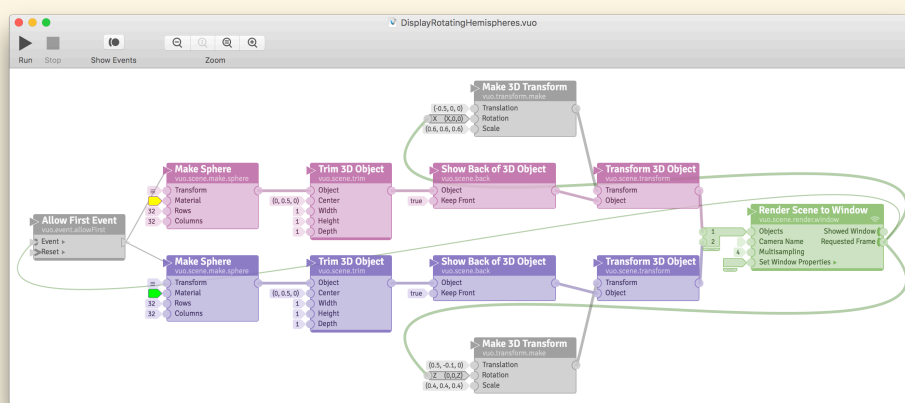 DisplayRotatingHemispheres.vuo
Run Stop Show Events Zoom
Make 3D Transform
vuo.transform.make
(-0.5, 0, 0) Translation
X (X,0,0) Rotation
(0.6, 0.6, 0.6) Scale
Make Sphere
vuo.scene.make.sphere
= Transform
Material
32 Rows
32 Columns
Trim 3D Object
vuo.scene.trim
Object
(0, 0.5, 0) Center
1 Width
1 Height
1 Depth
Show Back of 3D Object
vuo.scene.back
Object
true Keep Front
Transform 3D Object
vuo.scene.transform
Transform
Object
Allow First Event
vuo.event.allowFirst
Event
Reset
Render Scene to Window
vuo.scene.render.window
1 Objects Showed Window
2 Camera Name Requested Frame
4 Multisampling
Set Window Properties
Make Sphere
vuo.scene.make.sphere
= Transform
Material
32 Rows
32 Columns
Trim 3D Object
vuo.scene.trim
Object
(0, 0.5, 0) Center
1 Width
1 Height
1 Depth
Show Back of 3D Object
vuo.scene.back
Object
true Keep Front
Transform 3D Object
vuo.scene.transform
Transform
Object
Make 3D Transform
vuo.transform.make
(0.5, -0.1, 0) Translation
Z (0,0,Z) Rotation
(0.4, 0.4, 0.4) Scale